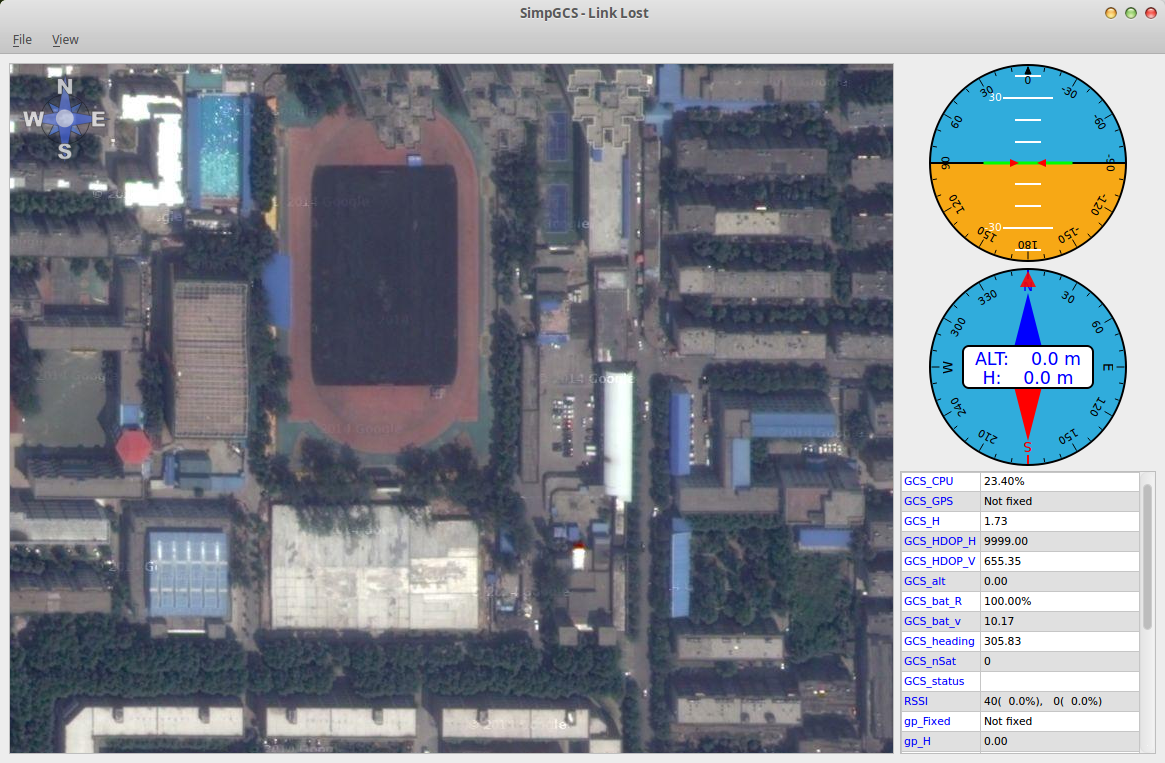 SimpGCS - Link Lost
File View
N
W E
S
© 2014 Google
0
30 -30
60 -60
90 -90
120 -120
150 -150
180
30
-30
N
330 30
300 60
W E
240 120
210 150
S
ALT: 0.0 m
H: 0.0 m
GCS_CPU 23.40%
GCS_GPS Not fixed
GCS_H 1.73
GCS_HDOP_H 9999.00
GCS_HDOP_V 655.35
GCS_alt 0.00
GCS_bat_R 100.00%
GCS_bat_v 10.17
GCS_heading 305.83
GCS_nSat 0
GCS_status
RSSI 40( 0.0%), 0( 0.0%)
gp_Fixed Not fixed
gp_H 0.00